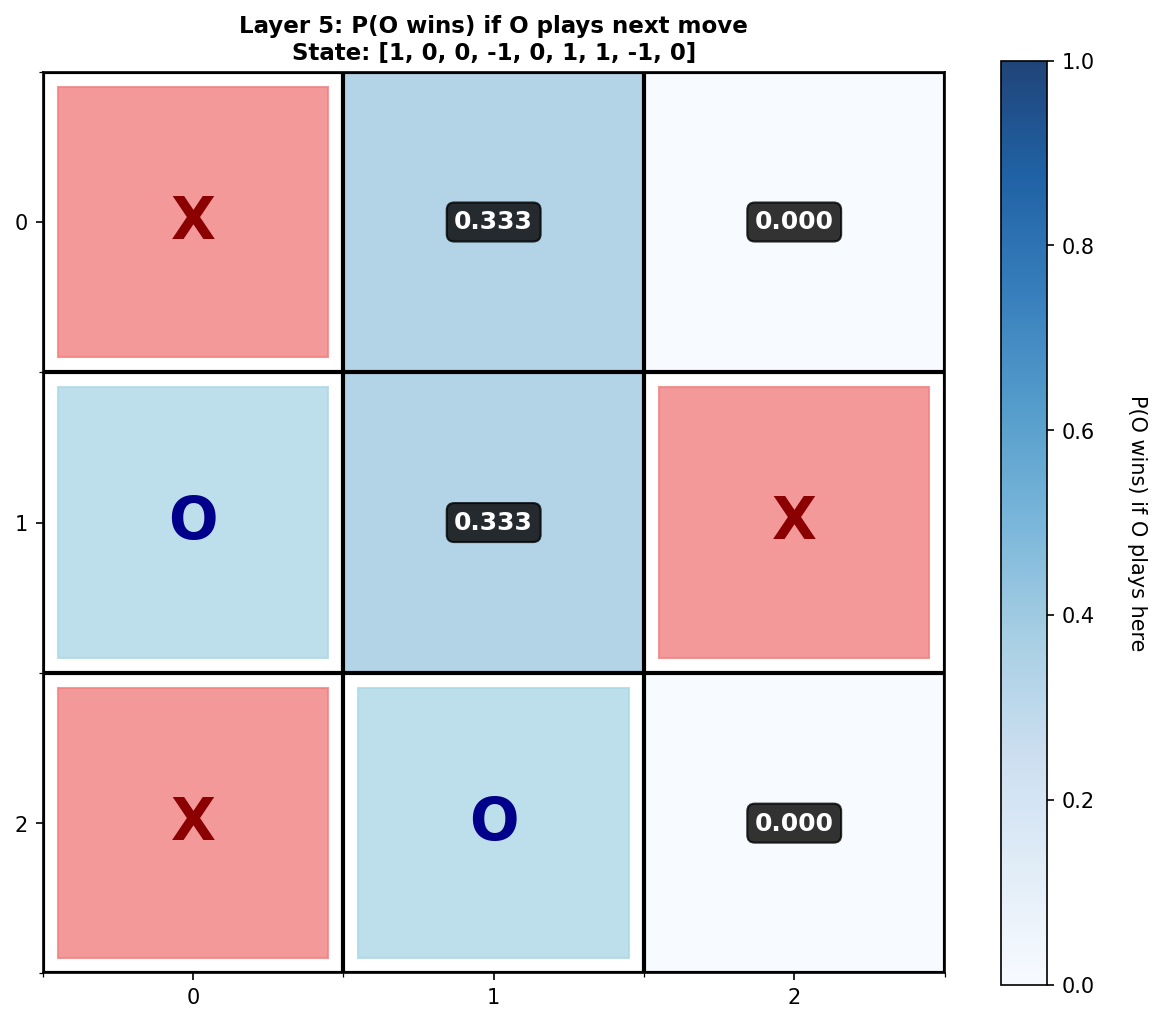 Layer 5: P(O wins) if O plays next move
State: [1, 0, 0, -1, 0, 1, 1, -1, 0]
0
X
0.333
0.000
1
O
0.333
X
2
X
O
0.000
0
1
2
1.0
0.8
0.6
0.4
0.2
0.0
P(O wins) if O plays here